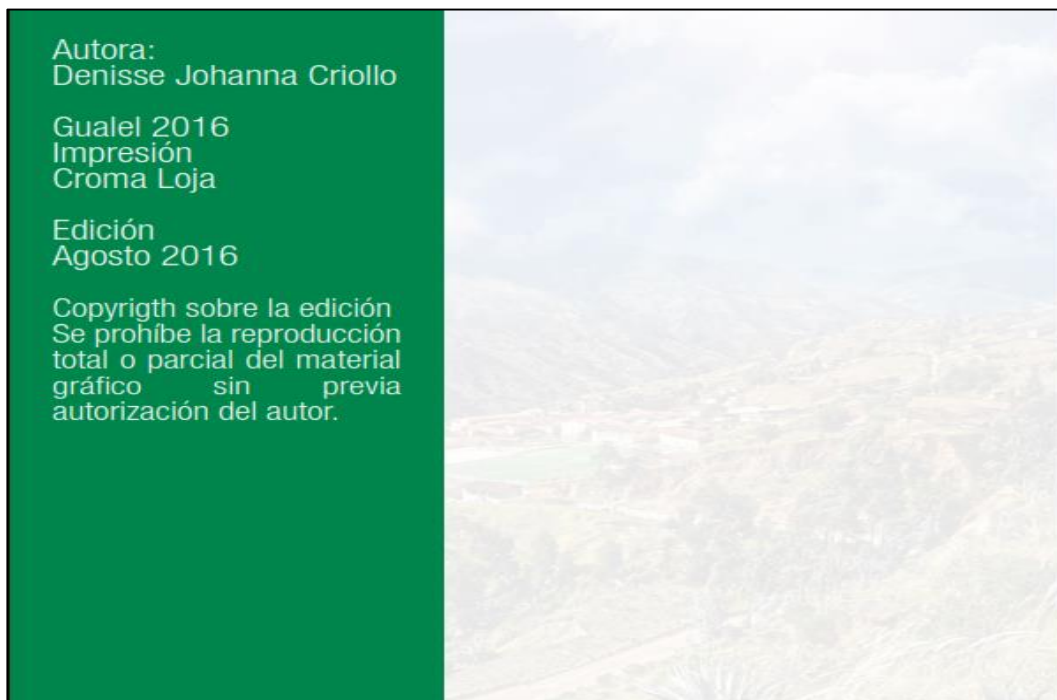 Autora:
Denisse Johanna Criollo
Gualel 2016
Impresión
Croma Loja
Edición
Agosto 2016
Copyrigth sobre la edición
Se prohíbe la reproducción
total o parcial del material
gráfico sin previa
autorización del autor.